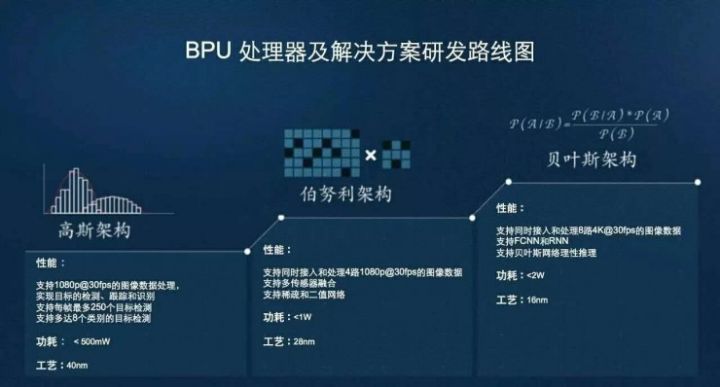 BPU 处理器及解决方案研发路线图
P(A/B)=P(B/A)*P(A)
P(B)
贝叶斯架构
×
伯努利架构
高斯架构
性能：
支持1080p@30fps的图像数据处理，
实现目标的检测、跟踪和识别
支持每帧最多250个目标检测
支持多达8个类别的目标检测
功耗： < 500mW
工艺：40nm
性能：
支持同时接入和处理4路1080p@30fps的图像数据
支持多传感器融合
支持稀疏和二值网络
功耗：<1W
工艺：28nm
性能：
支持同时接入和处理8路4K@30fps的图像数据
支持FCNN和RNN
支持贝叶斯网络理性推理
功耗：<2W
工艺：16nm